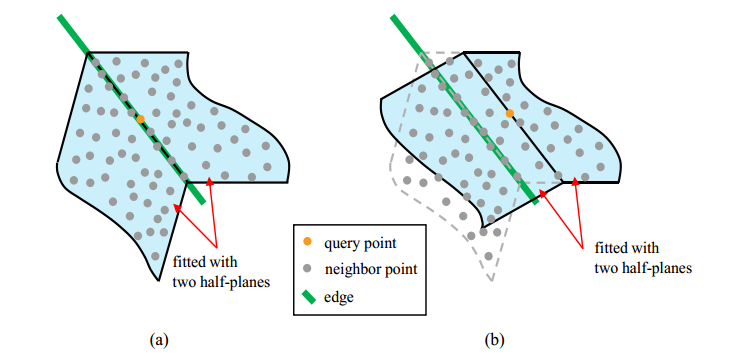 fitted with
two half-planes
query point
neighbor point
edge
fitted with
two half-planes
(a)
(b)